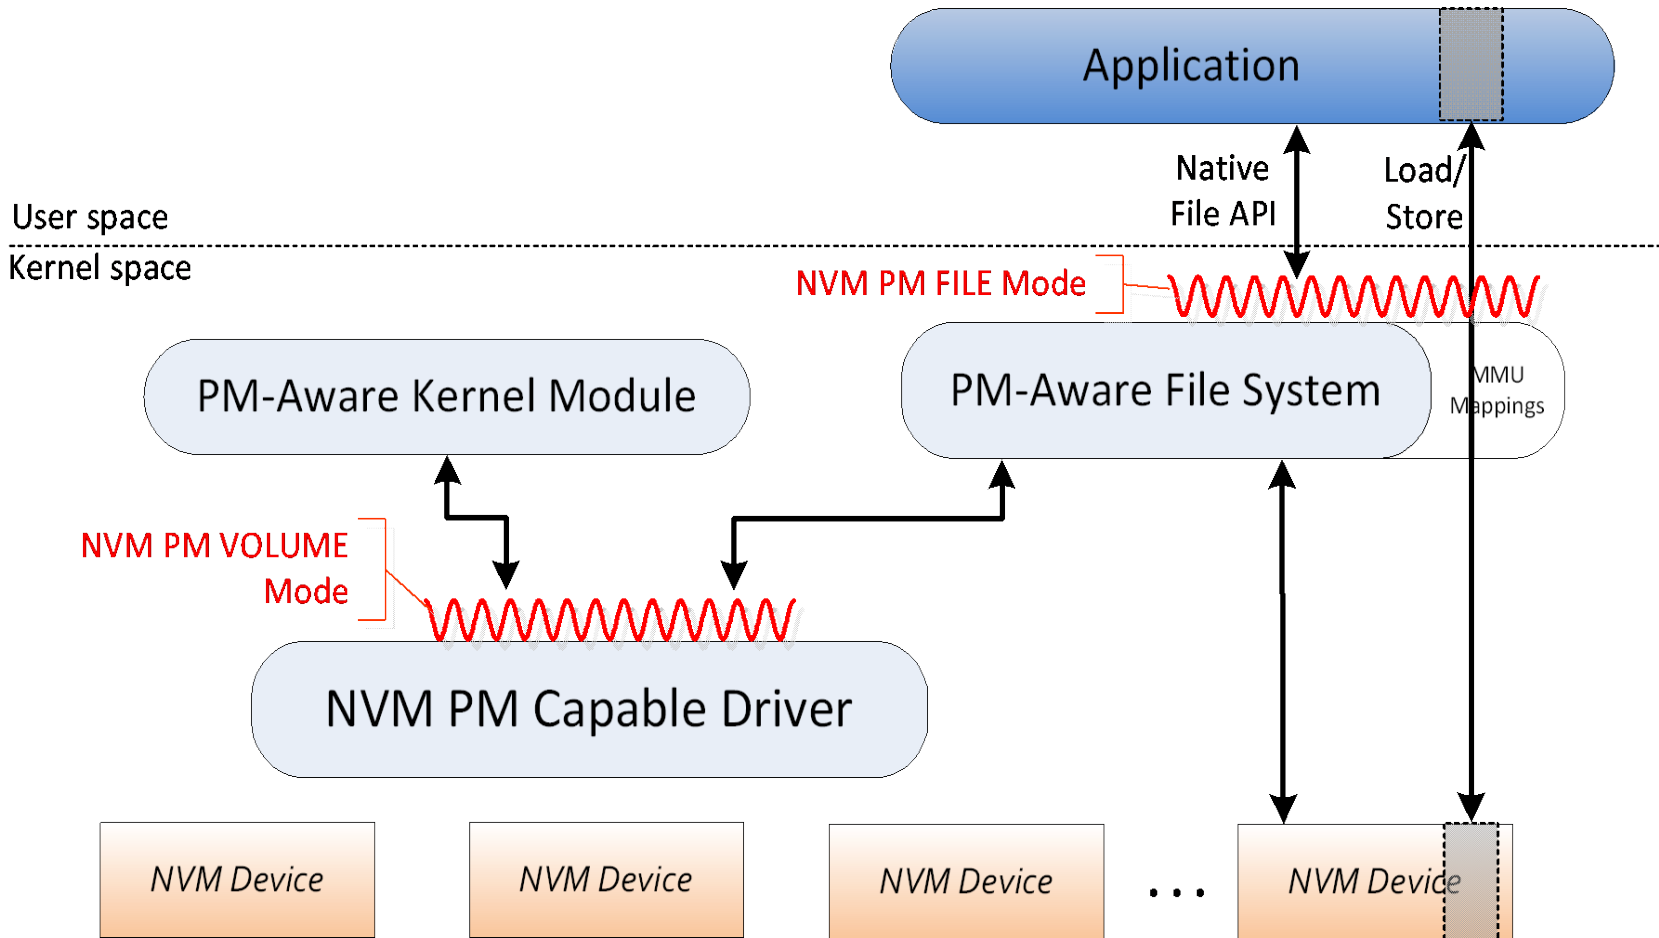 Application
Native
File API
Load/
Store
User space
Kernel space
NVM PM FILE Mode
PM-Aware Kernel Module
PM-Aware File System
MMU
Mappings
NVM PM VOLUME
Mode
NVM PM Capable Driver
NVM Device
NVM Device
NVM Device
...
NVM Device